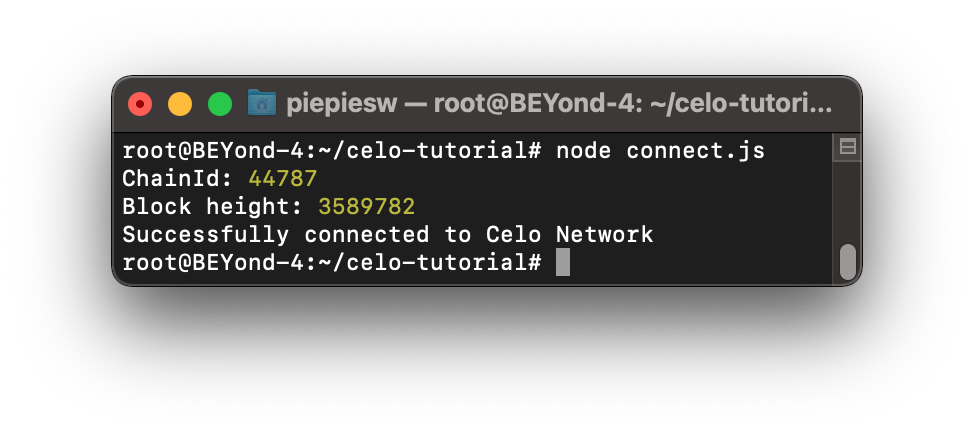 piepiesw — root@BEYond-4: ~/celo-tutori...
root@BEYond-4:~/celo-tutorial# node connect.js
ChainId: 44787
Block height: 3589782
Successfully connected to Celo Network
root@BEYond-4:~/celo-tutorial#